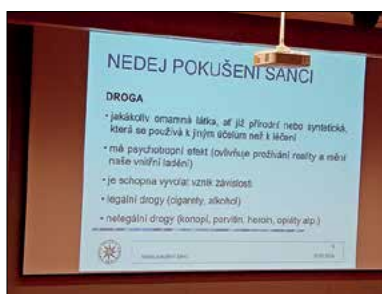 NEDEJ POKUŠENÍ ŠANCI
DROGA
• jakákoliv omamná látka, ať již přírodní nebo syntetická,
která se používá k jiným účelům než k léčení
• má psychotropní efekt (ovlivňuje prožívání reality a mění
naše vnitřní ladění)
• je schopna vyvolat vznik závislosti
• legální drogy (cigarety, alkohol)
• nelegální drogy (konopí, pervitin, heroin, opiáty atp.)